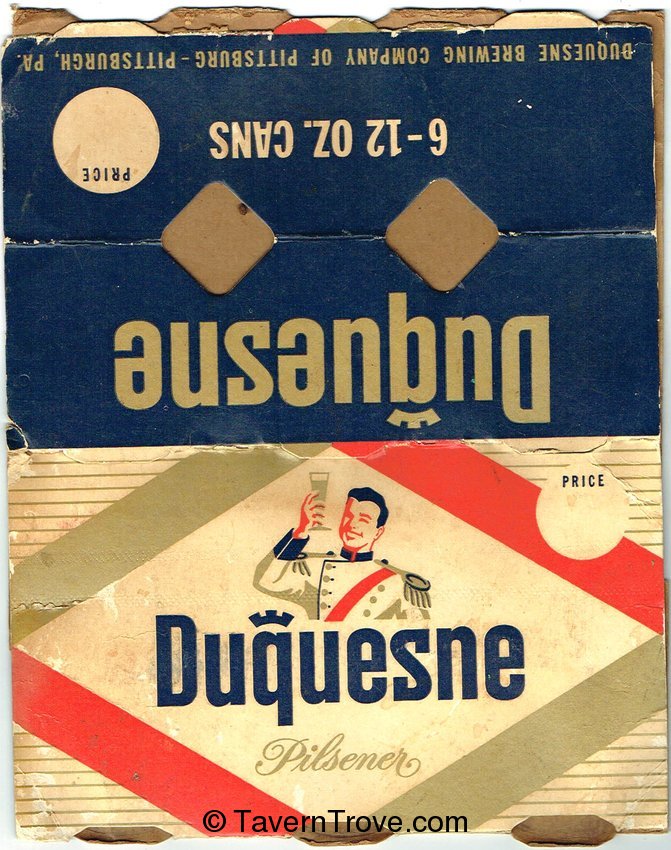 DUQUESNE BREWING COMPANY OF PITTSBURG - PITTSBURGH, PA.
6-12 OZ. CANS
PRICE
Duquesne
PRICE
Duquesne
Pilsener
© TavernTrove.com